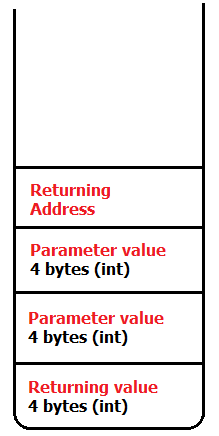 Returning
Address
Parameter value
4 bytes (int)
Parameter value
4 bytes (int)
Returning value
4 bytes (int)